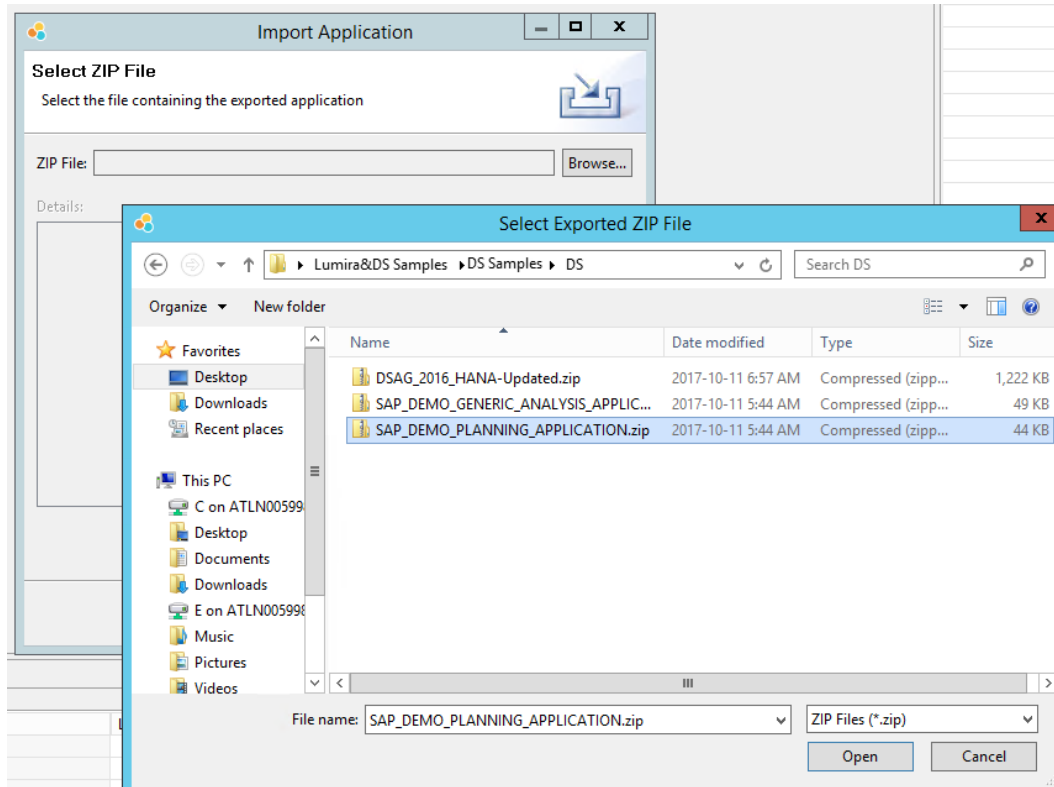 Import Application
Select ZIP File
Select the file containing the exported application
ZIP File:
Browse...
Details:
Select Exported ZIP File
Lumira&DS Samples DS Samples DS
Search DS
Organize New folder
Name Date modified Type Size
Favorites
Desktop
Downloads
Recent places
This PC
C on ATLN00599
Desktop
Documents
Downloads
E on ATLN005998
Music
Pictures
Videos
DSAG_2016_HANA-Updated.zip 2017-10-11 6:57 AM Compressed (zipp... 1,222 KB
SAP_DEMO_GENERIC_ANALYSIS_APPLIC... 2017-10-11 5:44 AM Compressed (zipp... 49 KB
SAP_DEMO_PLANNING_APPLICATION.zip 2017-10-11 5:44 AM Compressed (zipp... 44 KB
File name: SAP_DEMO_PLANNING_APPLICATION.zip ZIP Files (*.zip)
Open Cancel